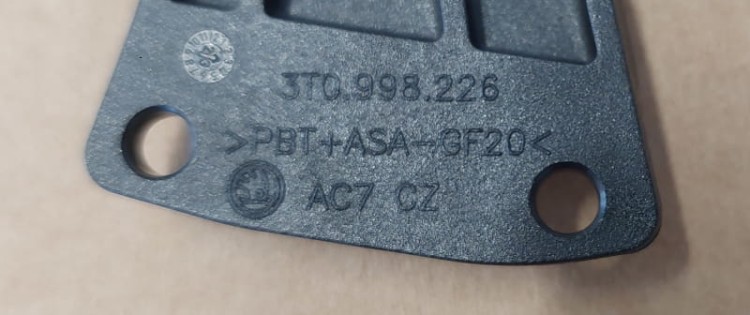 3T0.998.226
>PBT+ASA-GF20<
AC7 CZ